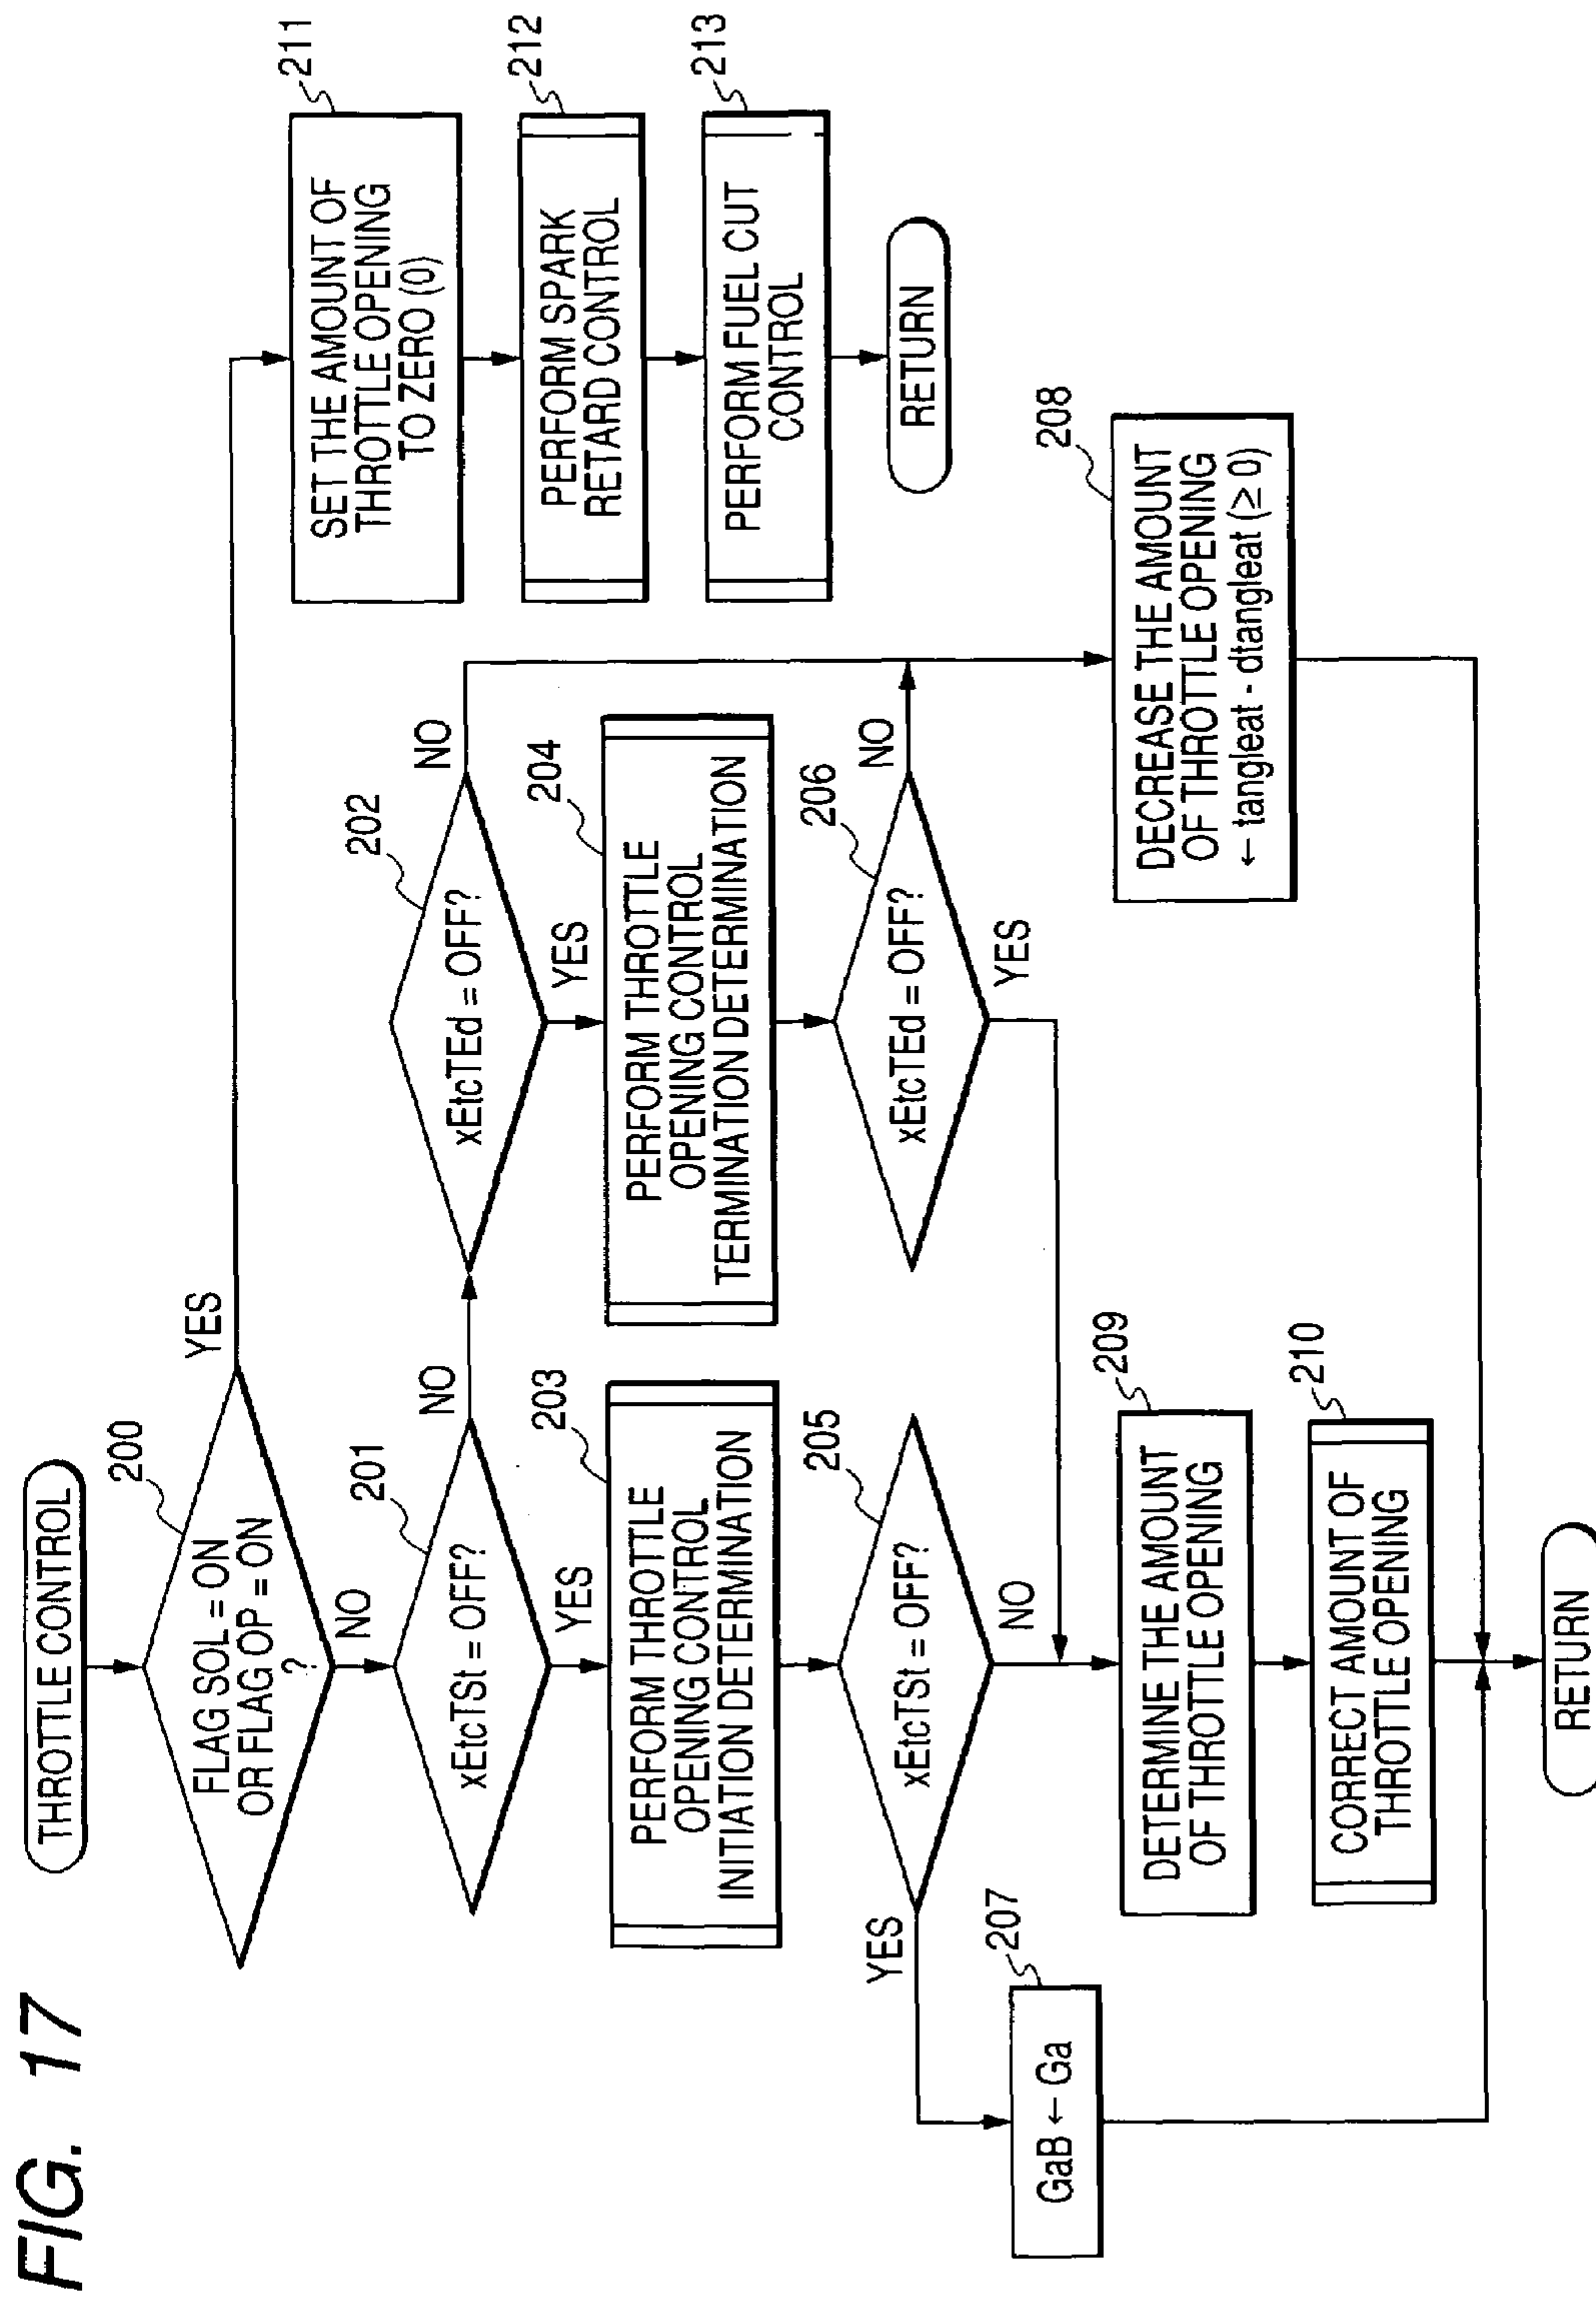 FIG. 17
THROTTLE CONTROL
200
FLAG SOL = ON
OR FLAG OP = ON
?
YES
NO
201
xEtcTSt = OFF?
NO
YES
202
xEtcTEd = OFF?
NO
YES
203
PERFORM THROTTLE
OPENING CONTROL
INITIATION DETERMINATION
204
PERFORM THROTTLE
OPENING CONTROL
TERMINATION DETERMINATION
205
xEtcTSt = OFF?
YES
NO
206
xEtcTEd = OFF?
NO
YES
207
GaB ← Ga
208
DECREASE THE AMOUNT
OF THROTTLE OPENING
← tangleat - dtangleat (≥ 0)
209
DETERMINE THE AMOUNT
OF THROTTLE OPENING
210
CORRECT AMOUNT OF
THROTTLE OPENING
RETURN
211
SET THE AMOUNT OF
THROTTLE OPENING
TO ZERO (0)
212
PERFORM SPARK
RETARD CONTROL
213
PERFORM FUEL CUT
CONTROL
RETURN